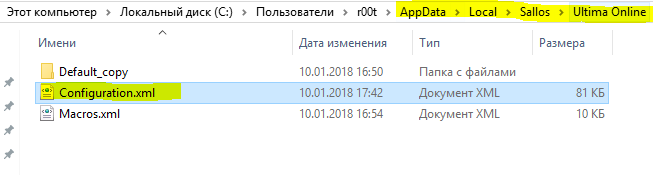 Этот компьютер › Локальный диск (C:) › Пользователи › r00t › AppData › Local › Sallos › Ultima Online
Имя Дата изменения Тип Размер
Default_copy 10.01.2018 16:50 Папка с файлами
Configuration.xml 10.01.2018 17:42 Документ XML 81 КБ
Macros.xml 10.01.2018 16:54 Документ XML 10 КБ